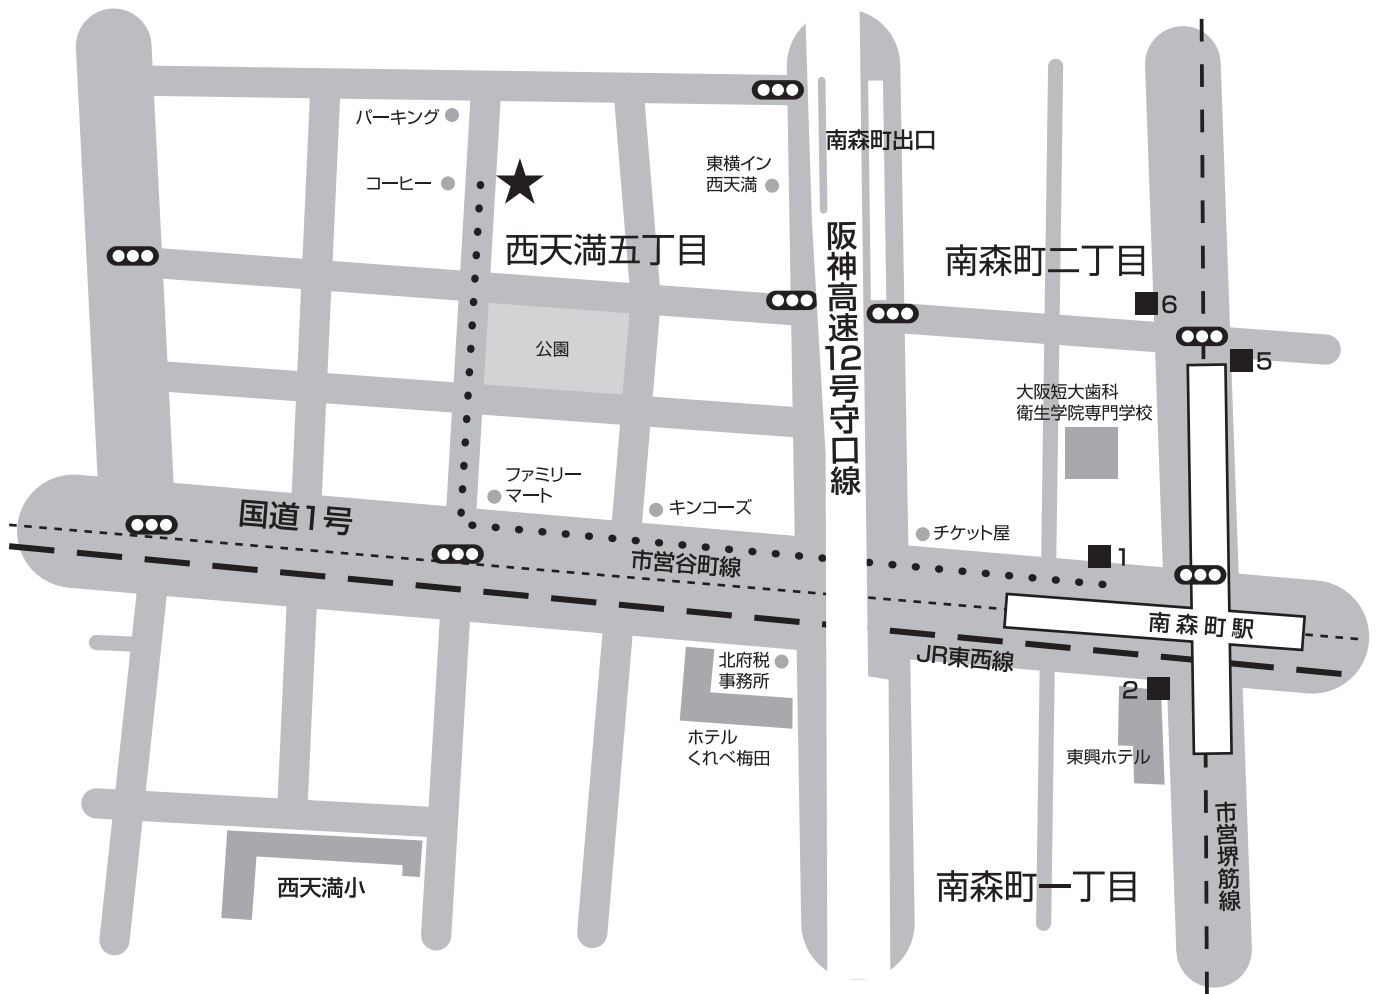 パーキング
コーヒー
東横イン
西天満
南森町出口
西天満五丁目
南森町二丁目
阪神高速12号守口線
6
5
公園
大阪短大歯科
衛生学院専門学校
ファミリー
マート
キンコーズ
国道1号
チケット屋
市営谷町線
1
南森町駅
JR東西線
北府税
事務所
2
ホテル
くれべ梅田
東興ホテル
市営堺筋線
西天満小
南森町一丁目